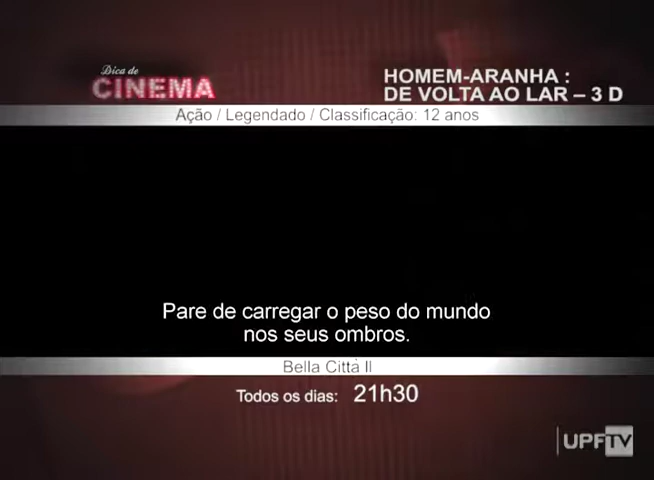 Dica de
CINEMA
HOMEM-ARANHA :
DE VOLTA AO LAR – 3 D
Ação / Legendado / Classificação: 12 anos
Pare de carregar o peso do mundo
nos seus ombros.
Bella Città II
Todos os dias: 21h30
UPFTV